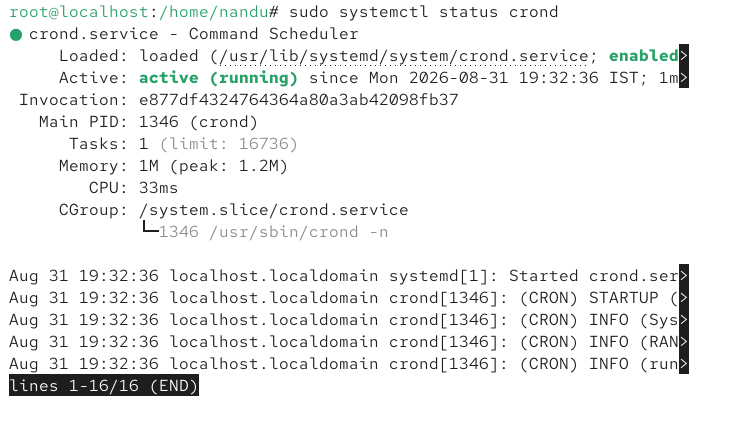 root@localhost:/home/nandu# sudo systemctl status crond
● crond.service - Command Scheduler
     Loaded: loaded (/usr/lib/systemd/system/crond.service; enabled>
     Active: active (running) since Mon 2026-08-31 19:32:36 IST; 1m>
 Invocation: e877df4324764364a80a3ab42098fb37
   Main PID: 1346 (crond)
      Tasks: 1 (limit: 16736)
     Memory: 1M (peak: 1.2M)
        CPU: 33ms
     CGroup: /system.slice/crond.service
             └─1346 /usr/sbin/crond -n

Aug 31 19:32:36 localhost.localdomain systemd[1]: Started crond.ser>
Aug 31 19:32:36 localhost.localdomain crond[1346]: (CRON) STARTUP (>
Aug 31 19:32:36 localhost.localdomain crond[1346]: (CRON) INFO (Sys>
Aug 31 19:32:36 localhost.localdomain crond[1346]: (CRON) INFO (RAN>
Aug 31 19:32:36 localhost.localdomain crond[1346]: (CRON) INFO (run>
lines 1-16/16 (END)